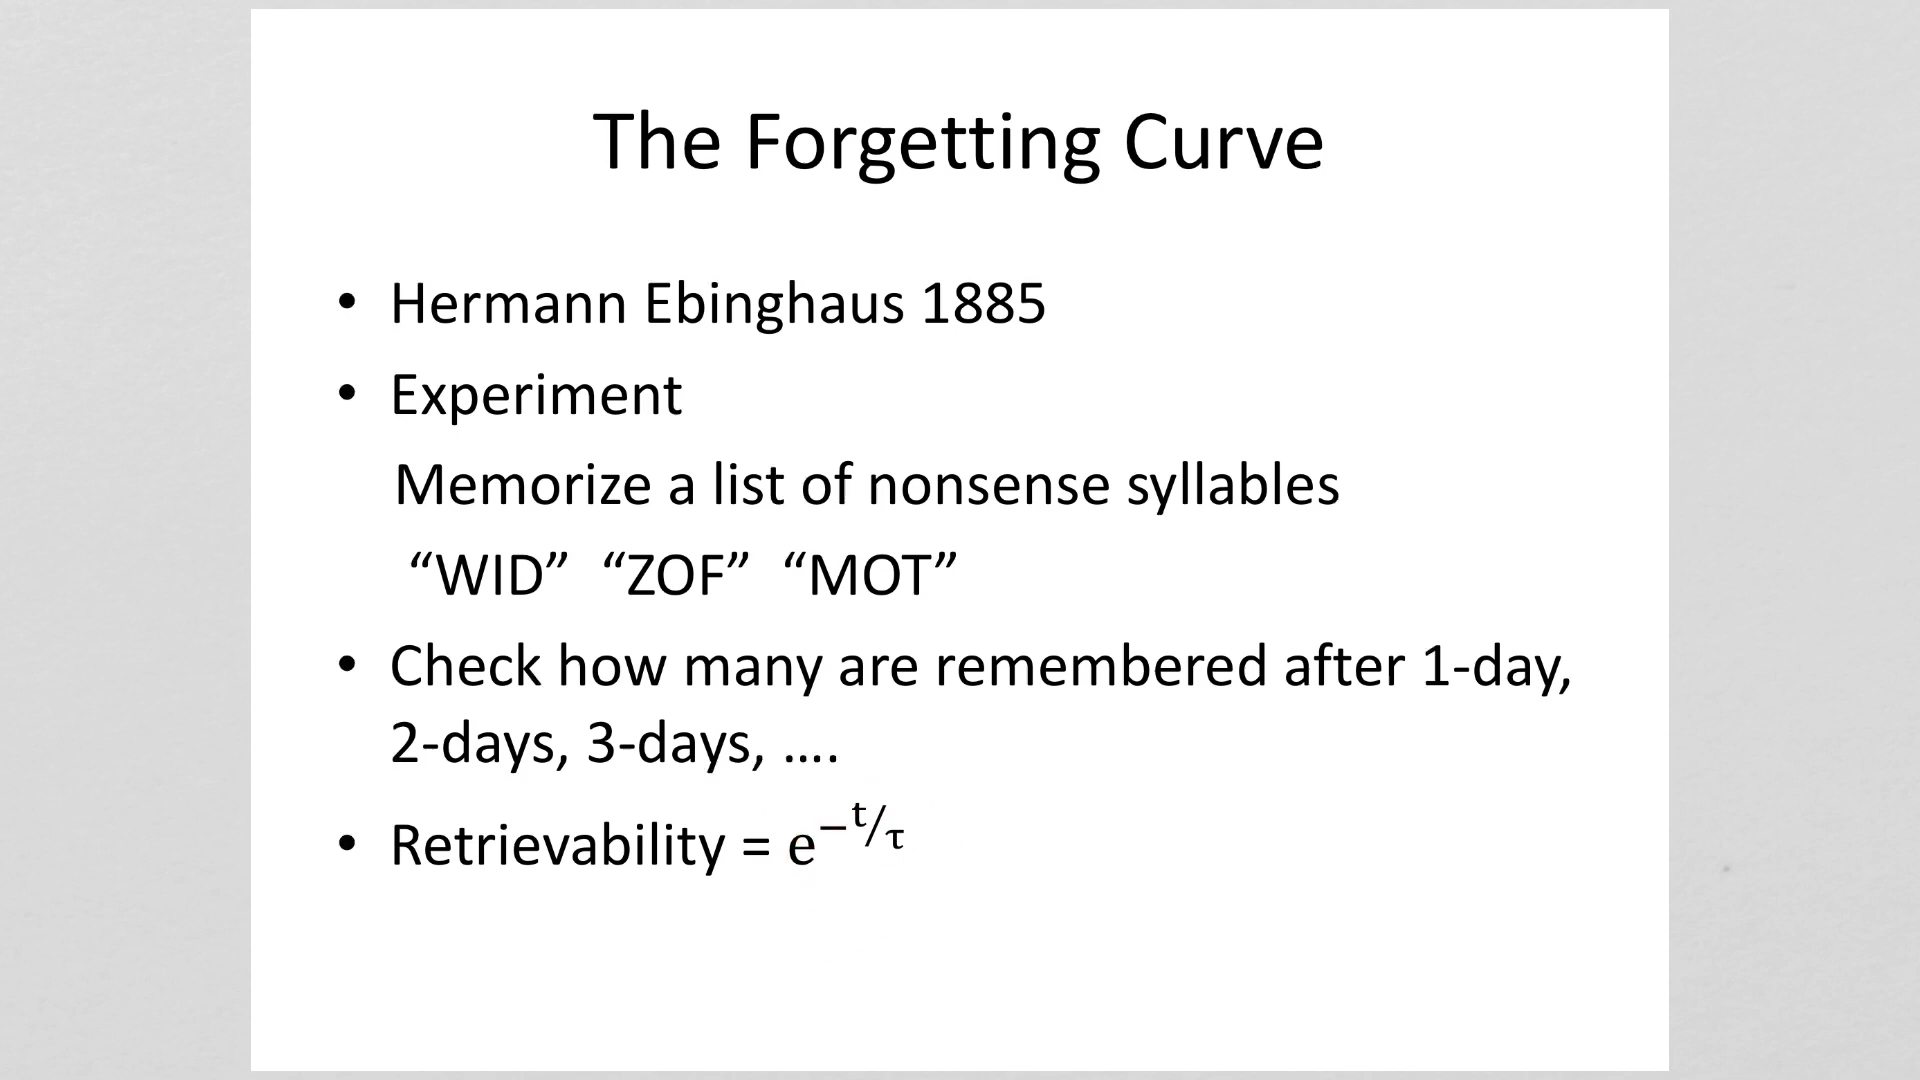 The Forgetting Curve
• Hermann Ebinghaus 1885
• Experiment
Memorize a list of nonsense syllables
“WID” “ZOF” “MOT”
• Check how many are remembered after 1-day,
2-days, 3-days, ....
• Retrievability = e^{−t/τ}